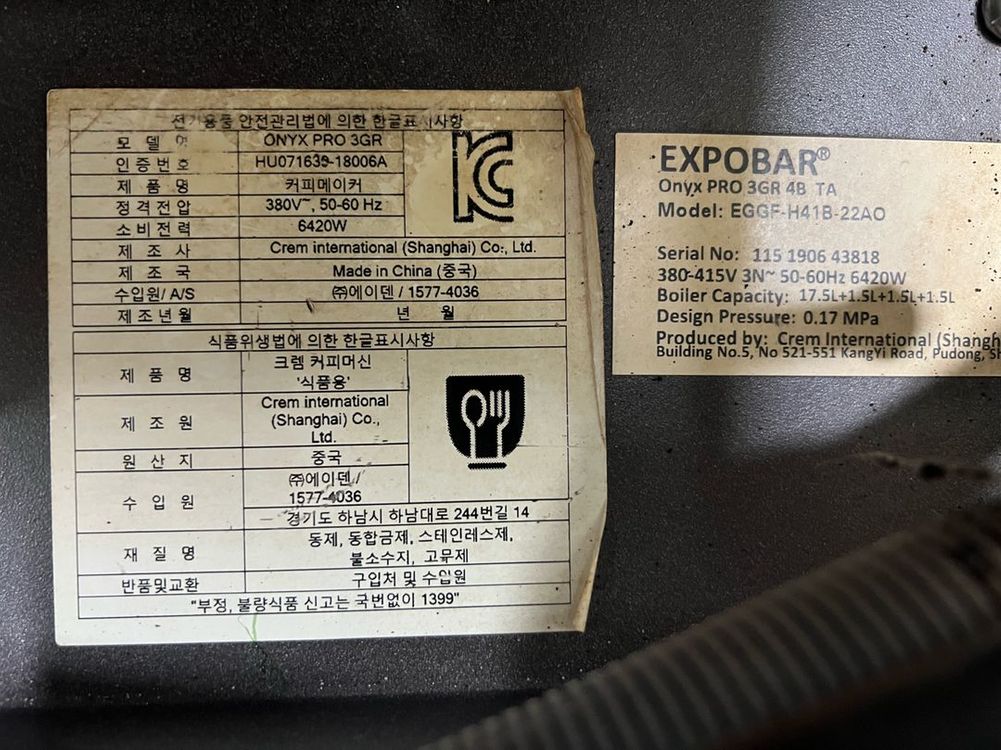 전기용품 안전관리법에 의한 한글표시사항
모 델 명 ONYX PRO 3GR
인 증 번 호 HU071639-18006A
제 품 명 커피메이커
정 격 전 압 380V~, 50-60 Hz
소 비 전 력 6420W
제 조 사 Crem international (Shanghai) Co., Ltd.
제 조 국 Made in China (중국)
수입원/ A/S ㈜에이덴 / 1577-4036
제 조 년 월 년 월
식품위생법에 의한 한글표시사항
제 품 명 크렘 커피머신
'식품용'
제 조 원 Crem international
(Shanghai) Co.,
Ltd.
원 산 지 중국
수 입 원 ㈜에이덴 /
1577-4036
경기도 하남시 하남대로 244번길 14
재 질 명 동제, 동합금제, 스테인레스제,
불소수지, 고무제
반품및교환 구입처 및 수입원
"부정, 불량식품 신고는 국번없이 1399"
EXPOBAR®
Onyx PRO 3GR 4B TA
Model: EGGF-H41B-22AO
Serial No: 115 1906 43818
380-415V 3N~ 50-60Hz 6420W
Boiler Capacity: 17.5L+1.5L+1.5L+1.5L
Design Pressure: 0.17 MPa
Produced by: Crem International
Building No.5, No 521-551 KangYi Road, Pudong,